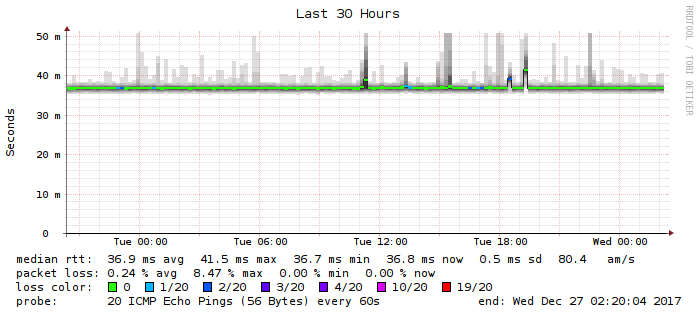 Last 30 Hours
RRDTOOL / TOBI OETIKER
Seconds
50 m
40 m
30 m
20 m
10 m
0
Tue 00:00 Tue 06:00 Tue 12:00 Tue 18:00 Wed 00:00
median rtt: 36.9 ms avg 41.5 ms max 36.7 ms min 36.8 ms now 0.5 ms sd 80.4 am/s
packet loss: 0.24 % avg 8.47 % max 0.00 % min 0.00 % now
loss color: 0 1/20 2/20 3/20 4/20 10/20 19/20
probe: 20 ICMP Echo Pings (56 Bytes) every 60s end: Wed Dec 27 02:20:04 2017